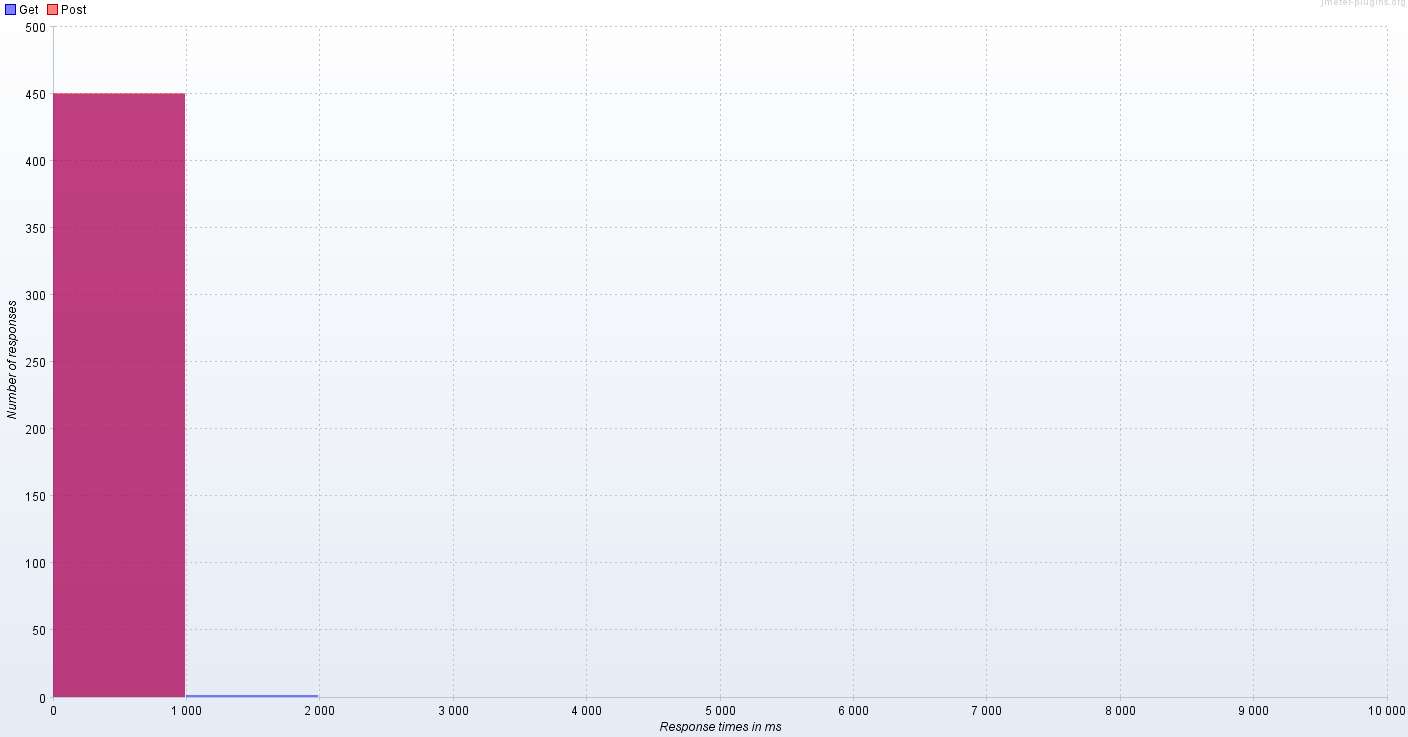 Get Post
jmeter-plugins.org
500
450
400
350
300
250
200
150
100
50
0
Number of responses
0 1 000 2 000 3 000 4 000 5 000 6 000 7 000 8 000 9 000 10 000
Response times in ms